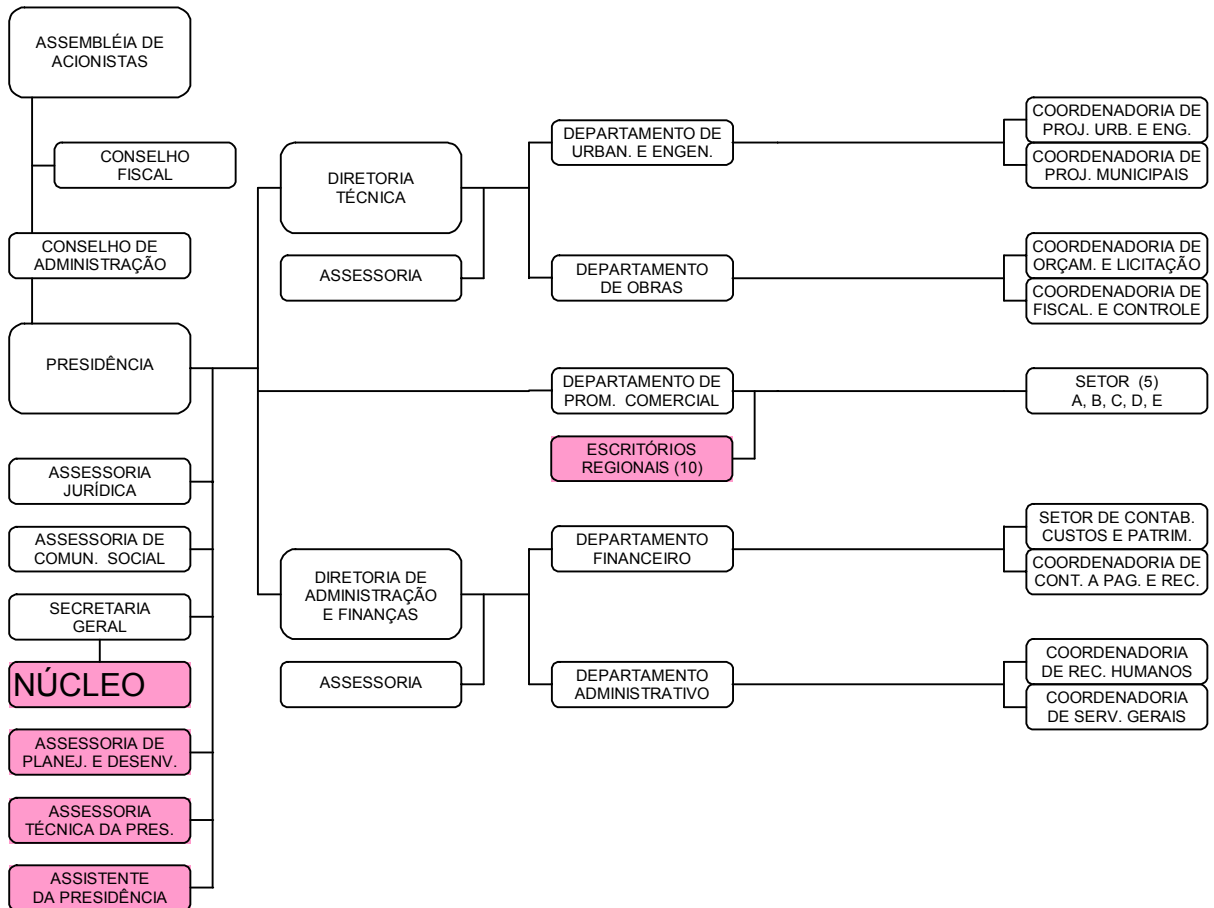 ASSEMBLÉIA DE
ACIONISTAS
CONSELHO
FISCAL
CONSELHO DE
ADMINISTRAÇÃO
PRESIDÊNCIA
ASSESSORIA
JURÍDICA
ASSESSORIA DE
COMUN. SOCIAL
SECRETARIA
GERAL
NÚCLEO
ASSESSORIA DE
PLANEJ. E DESENV.
ASSESSORIA
TÉCNICA DA PRES.
ASSISTENTE
DA PRESIDÊNCIA
DIRETORIA
TÉCNICA
ASSESSORIA
DIRETORIA DE
ADMINISTRAÇÃO
E FINANÇAS
ASSESSORIA
DEPARTAMENTO DE
URBAN. E ENGEN.
DEPARTAMENTO
DE OBRAS
DEPARTAMENTO DE
PROM. COMERCIAL
ESCRITÓRIOS
REGIONAIS (10)
DEPARTAMENTO
FINANCEIRO
DEPARTAMENTO
ADMINISTRATIVO
COORDENADORIA DE
PROJ. URB. E ENG.
COORDENADORIA DE
PROJ. MUNICIPAIS
COORDENADORIA DE
ORÇAM. E LICITAÇÃO
COORDENADORIA DE
FISCAL. E CONTROLE
SETOR (5)
A, B, C, D, E
SETOR DE CONTAB.
CUSTOS E PATRIM.
COORDENADORIA DE
CONT. A PAG. E REC.
COORDENADORIA
DE REC. HUMANOS
COORDENADORIA
DE SERV. GERAIS